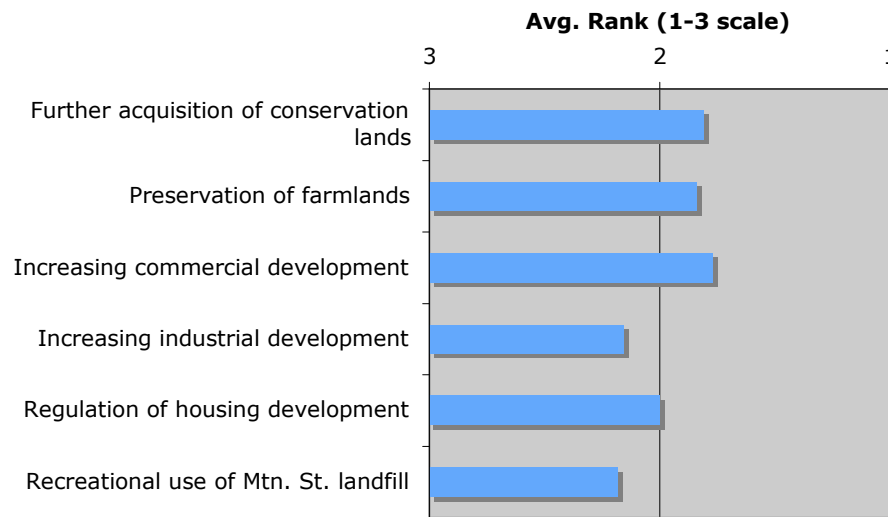 Avg. Rank (1-3 scale)
3 2 1
Further acquisition of conservation
lands
Preservation of farmlands
Increasing commercial development
Increasing industrial development
Regulation of housing development
Recreational use of Mtn. St. landfill